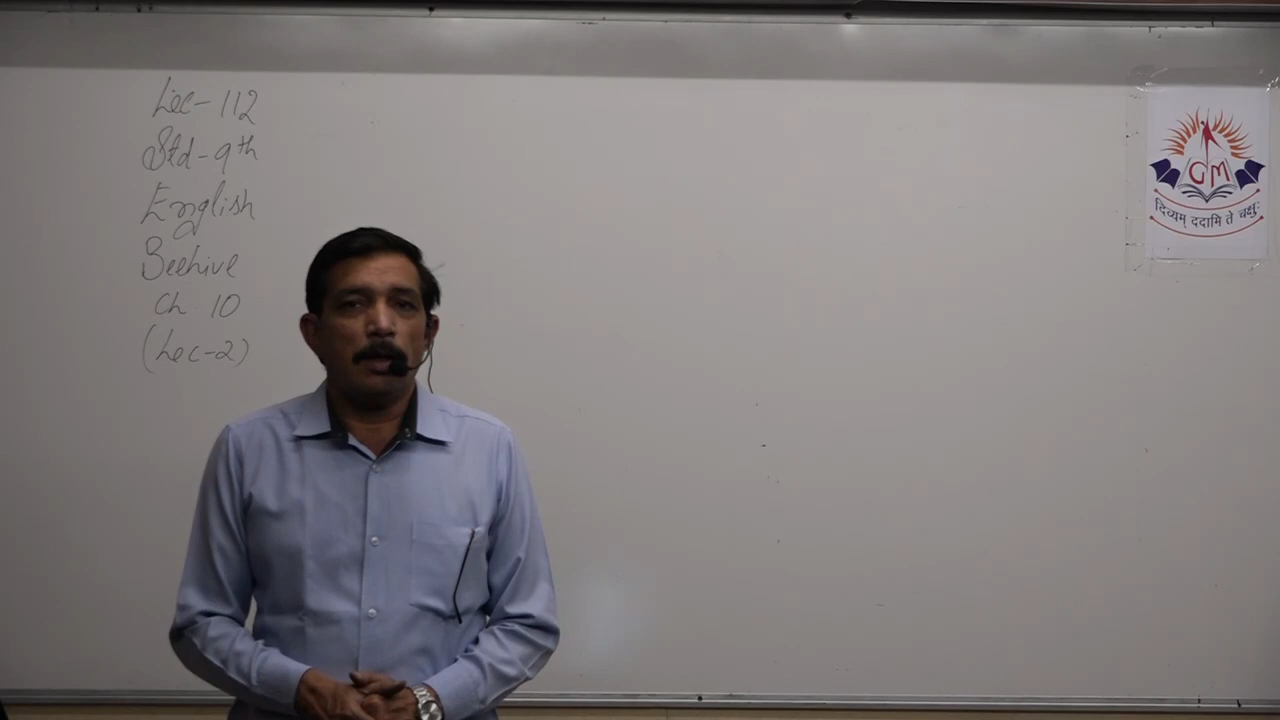 Lec-112
Std-9th
English
Beehive
Ch 10
(Lec-2)
GM
दिव्यम् ददामि ते चक्षुः